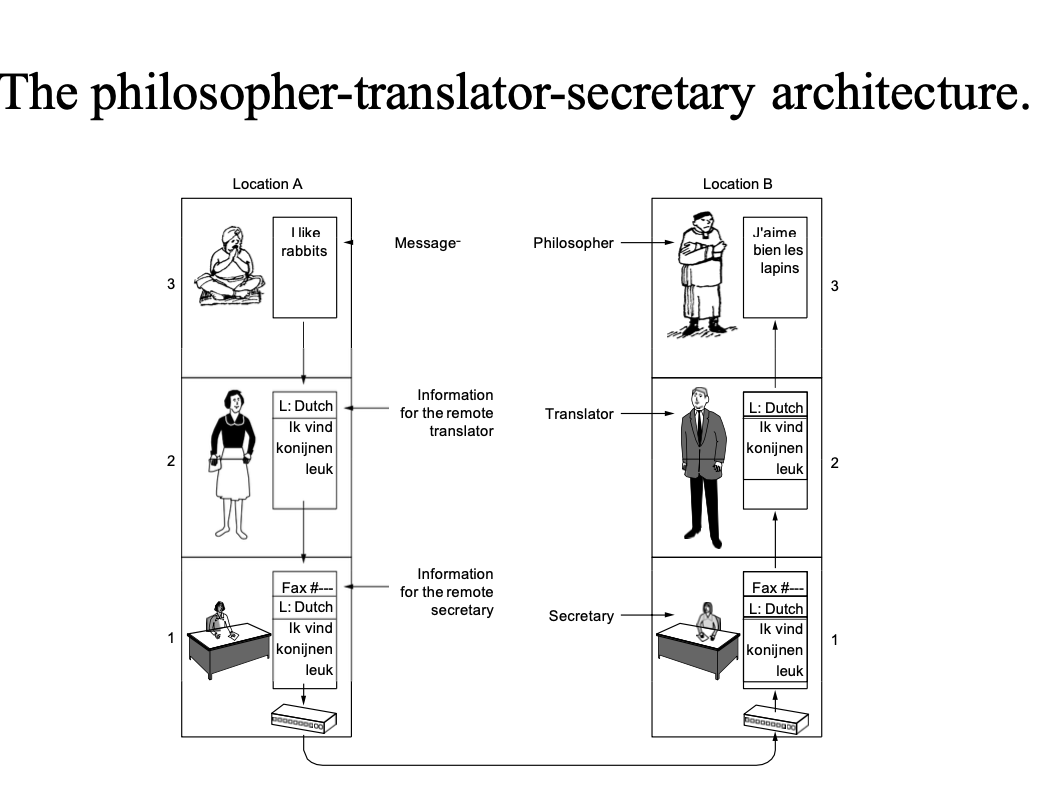 The philosopher-translator-secretary architecture.
Location A
Location B
I like
rabbits
Message
Philosopher
J'aime
bien les
lapins
3
3
L: Dutch
Ik vind
konijnen
leuk
Information
for the remote
translator
Translator
L: Dutch
Ik vind
konijnen
leuk
2
2
Fax #---
L: Dutch
Ik vind
konijnen
leuk
Information
for the remote
secretary
Secretary
Fax #---
L: Dutch
Ik vind
konijnen
leuk
1
1